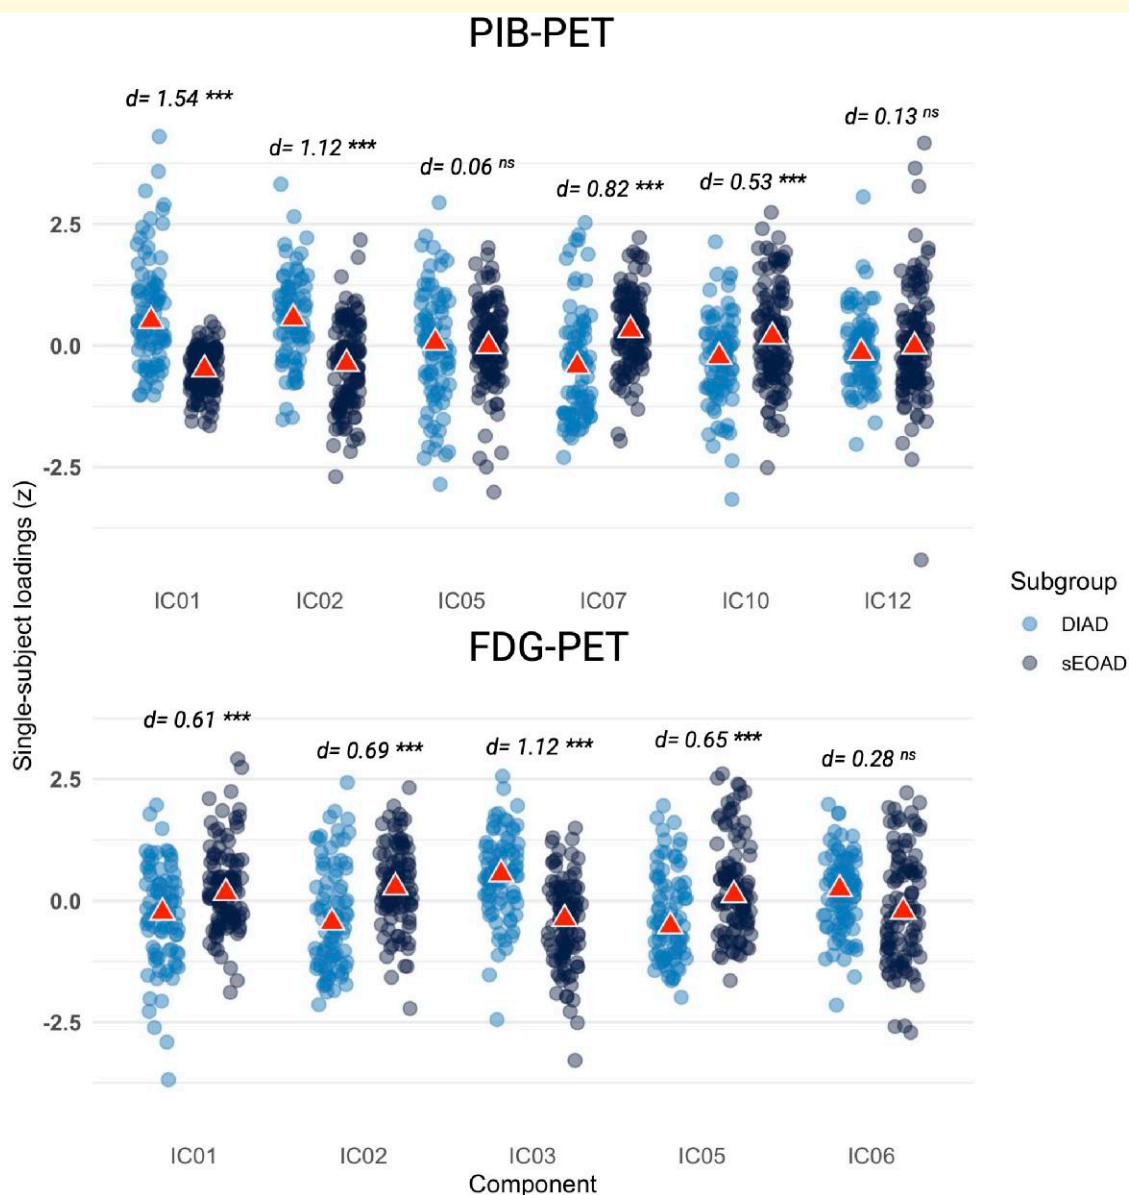 PIB-PET
d= 1.54 ***
d= 1.12 ***
d= 0.06 ns
d= 0.82 ***
d= 0.53 ***
d= 0.13 ns
2.5
0.0
-2.5
IC01 IC02 IC05 IC07 IC10 IC12
Single-subject loadings (z)
Subgroup
DIAD
sEOAD
FDG-PET
d= 0.61 ***
d= 0.69 ***
d= 1.12 ***
d= 0.65 ***
d= 0.28 ns
2.5
0.0
-2.5
IC01 IC02 IC03 IC05 IC06
Component